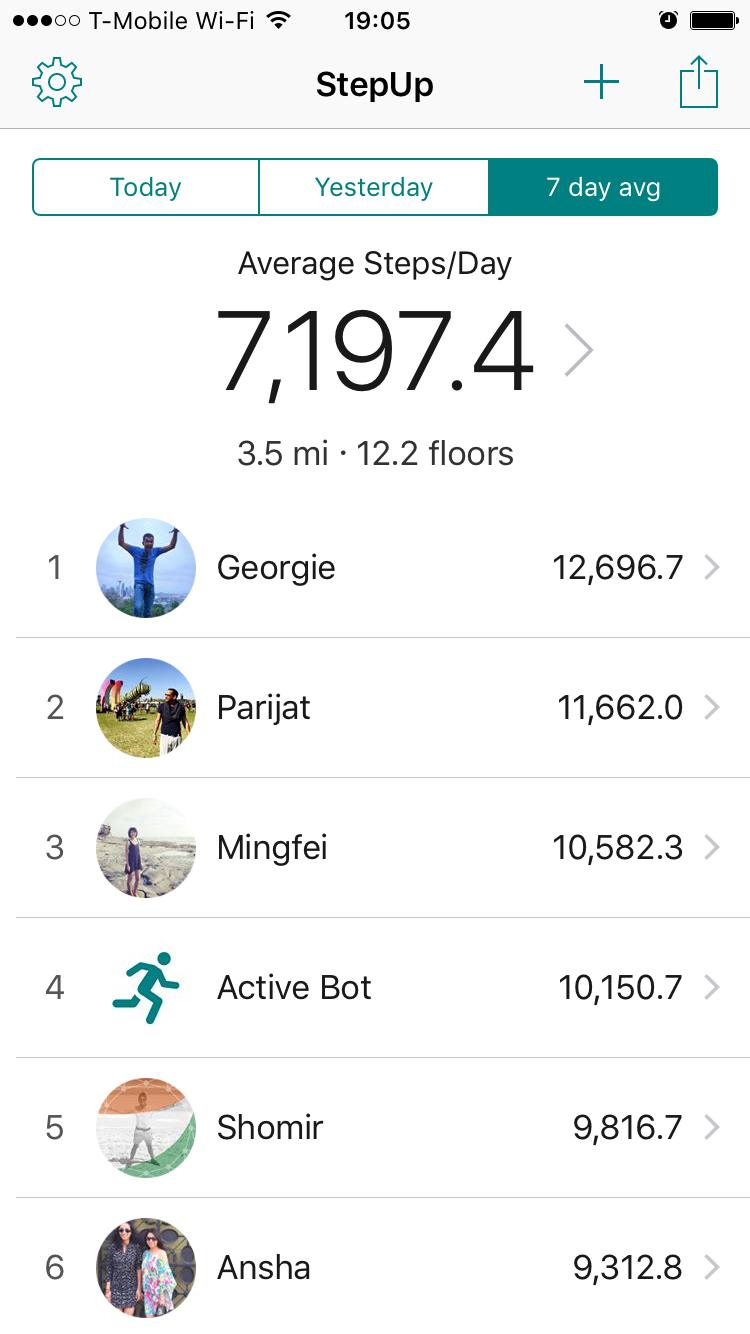 T-Mobile Wi-Fi 19:05
StepUp
Today Yesterday 7 day avg
Average Steps/Day
7,197.4
3.5 mi · 12.2 floors
1 Georgie 12,696.7
2 Parijat 11,662.0
3 Mingfei 10,582.3
4 Active Bot 10,150.7
5 Shomir 9,816.7
6 Ansha 9,312.8